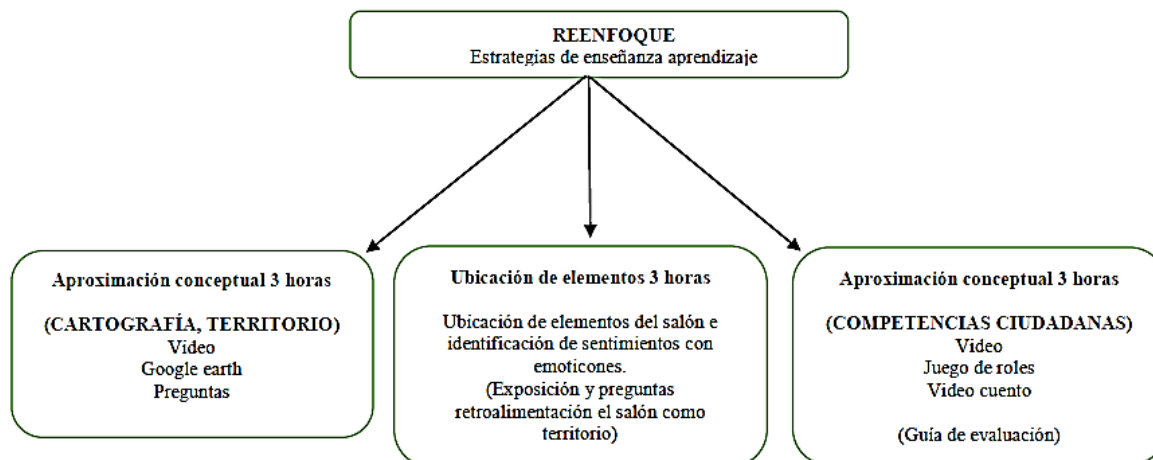 REENFOQUE
Estrategias de enseñanza aprendizaje
Aproximación conceptual 3 horas
(CARTOGRAFÍA, TERRITORIO)
Video
Google earth
Preguntas
Ubicación de elementos 3 horas
Ubicación de elementos del salón e
identificación de sentimientos con
emoticones.
(Exposición y preguntas
retroalimentación el salón como
territorio)
Aproximación conceptual 3 horas
(COMPETENCIAS CIUDADANAS)
Video
Juego de roles
Video cuento
(Guía de evaluación)